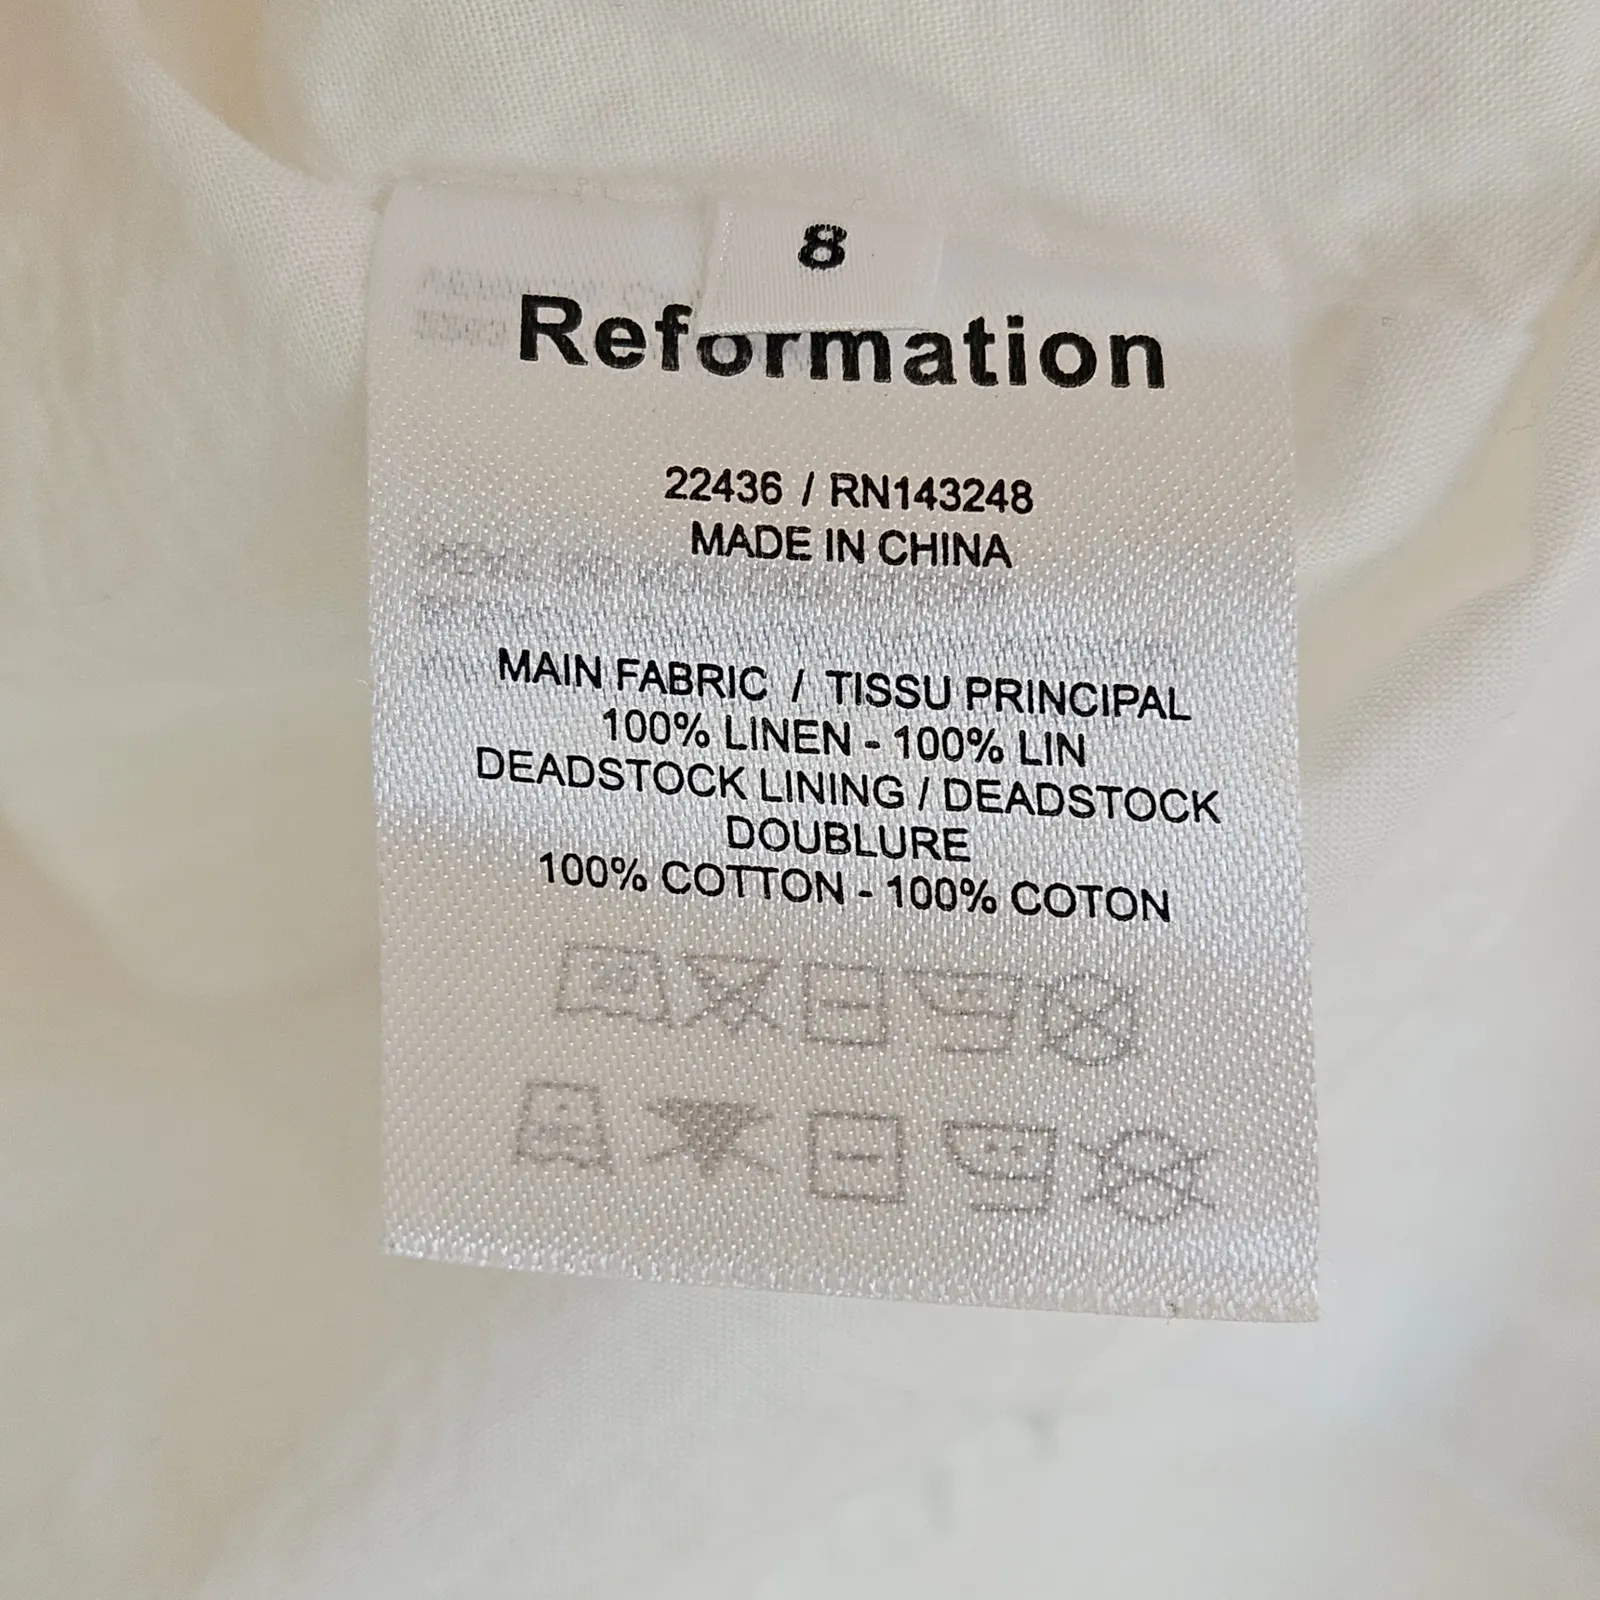 8
Reformation
22436 / RN143248
MADE IN CHINA
MAIN FABRIC / TISSU PRINCIPAL
100% LINEN - 100% LIN
DEADSTOCK LINING / DEADSTOCK
DOUBLURE
100% COTTON - 100% COTON